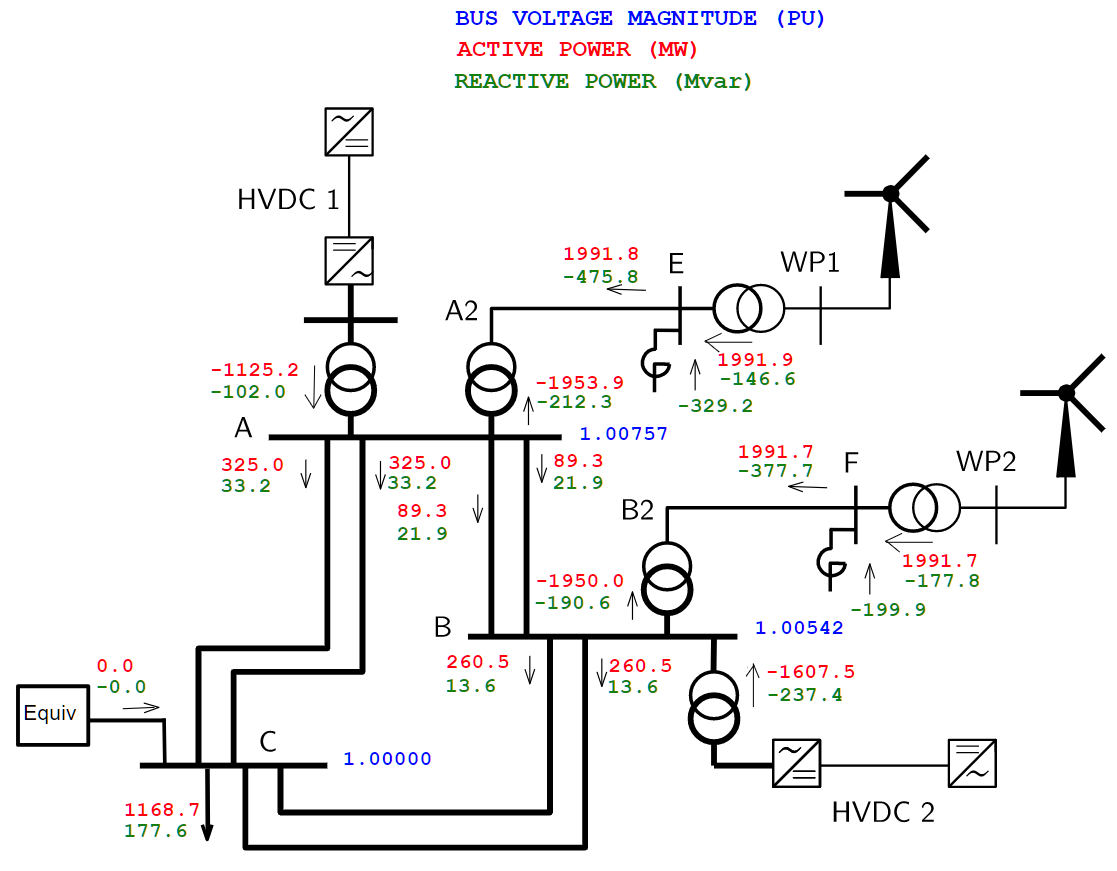 BUS VOLTAGE MAGNITUDE (PU)
ACTIVE POWER (MW)
REACTIVE POWER (Mvar)
HVDC 1
1991.8
-475.8
E
WP1
A2
1991.9
-146.6
-329.2
-1125.2
-102.0
-1953.9
-212.3
A
1.00757
325.0
33.2
325.0
33.2
89.3
21.9
89.3
21.9
1991.7
-377.7
F
WP2
B2
1991.7
-177.8
-199.9
-1950.0
-190.6
B
1.00542
260.5
13.6
260.5
13.6
-1607.5
-237.4
0.0
-0.0
Equiv
C
1.00000
1168.7
177.6
HVDC 2